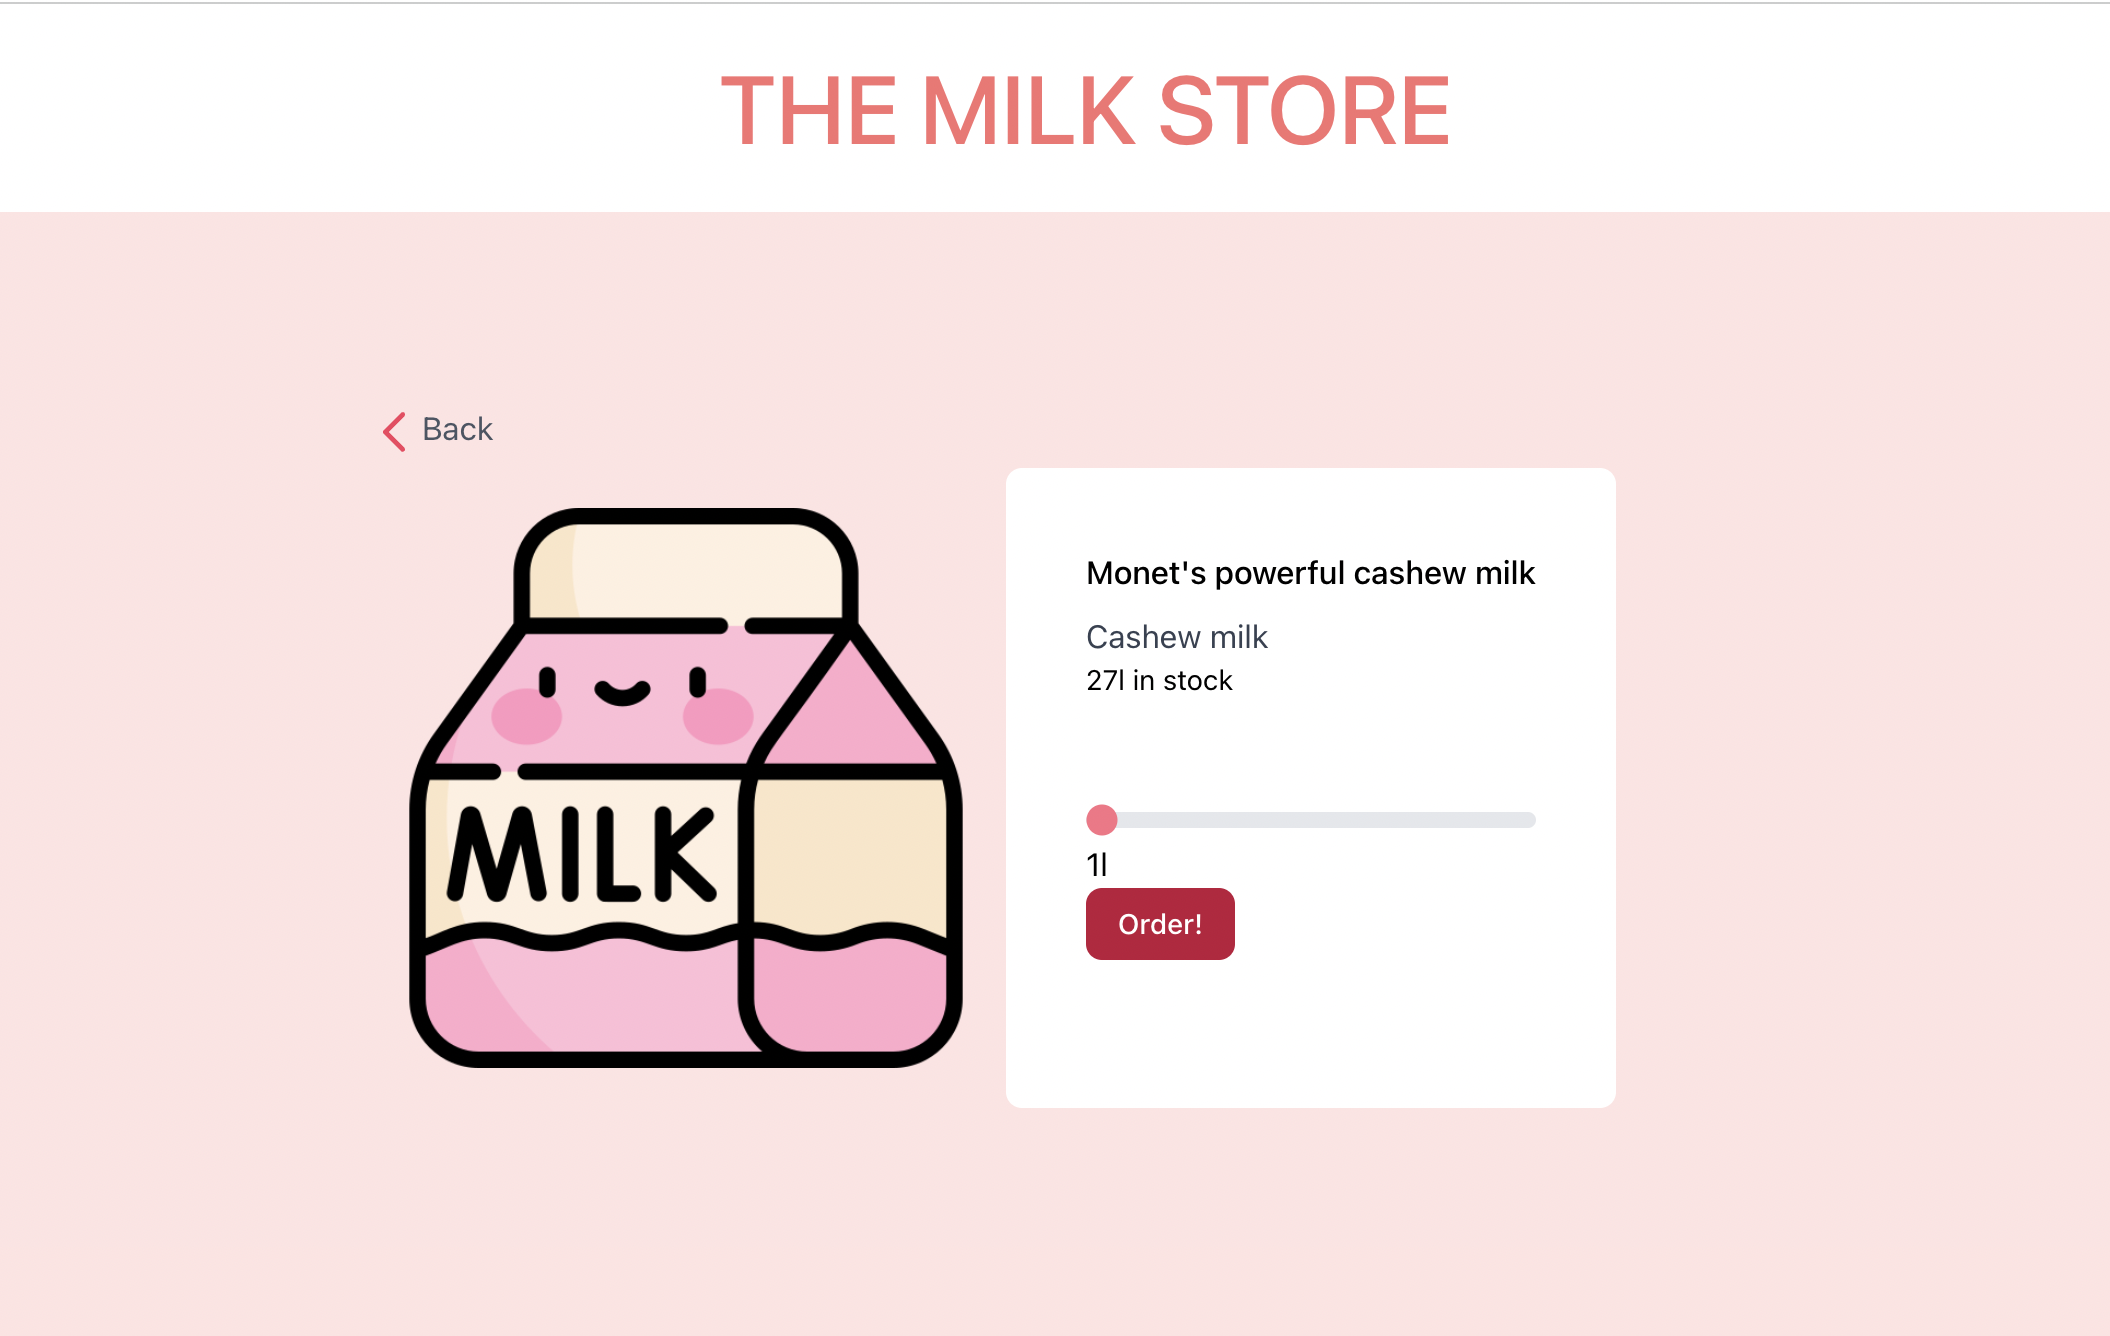 THE MILK STORE
Back
MILK
Monet's powerful cashew milk
Cashew milk
27l in stock
1l
Order!